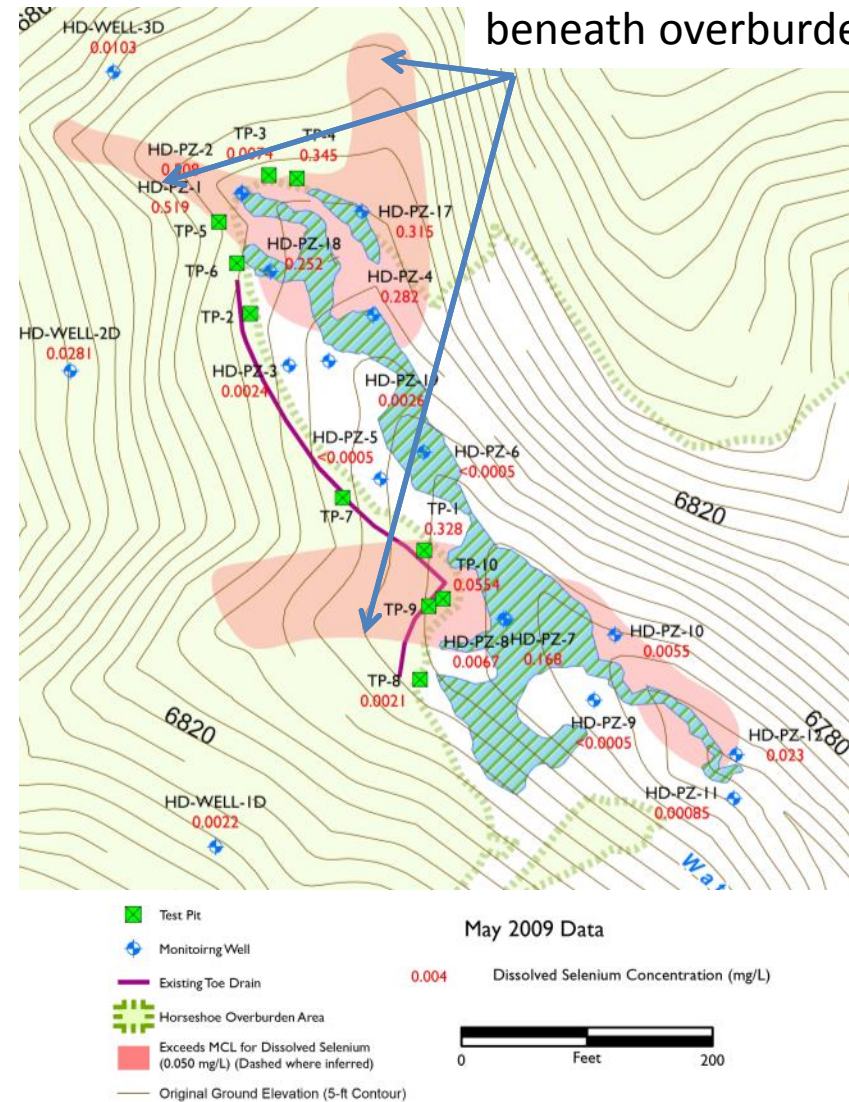 beneath overburde
680
HD-WELL-3D
0.0103
TP-3
0.0074
TP-4
0.345
HD-PZ-2
HD-PZ-1
0.519
TP-5
HD-PZ-17
0.315
HD-PZ-18
0.252
TP-6
HD-PZ-4
0.282
TP-2
HD-WELL-2D
0.0281
HD-PZ-3
0.0024
HD-PZ-19
0.0026
HD-PZ-5
<0.0005
HD-PZ-6
<0.0005
6820
TP-7
TP-1
0.328
TP-10
0.0554
TP-9
HD-PZ-8
0.0067
HD-PZ-7
0.168
HD-PZ-10
0.0055
TP-8
0.0021
6820
HD-PZ-9
<0.0005
6780
HD-PZ-12
0.023
HD-PZ-11
0.00085
HD-WELL-1D
0.0022
Wat
Test Pit
Monitoirng Well
Existing Toe Drain
Horseshoe Overburden Area
Exceeds MCL for Dissolved Selenium
(0.050 mg/L) (Dashed where inferred)
Original Ground Elevation (5-ft Contour)
May 2009 Data
0.004 Dissolved Selenium Concentration (mg/L)
0 Feet 200